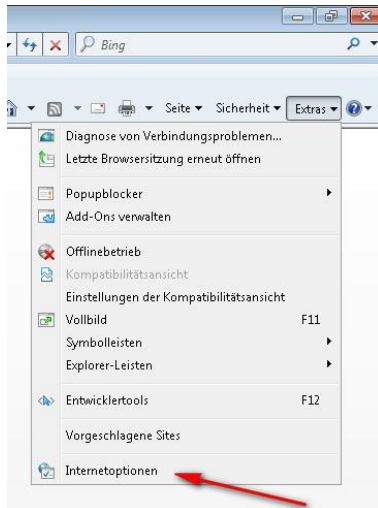 Bing
Seite Sicherheit Extras
Diagnose von Verbindungsproblemen...
Letzte Browsersitzung erneut öffnen
Popupblocker
Add-Ons verwalten
Offlinebetrieb
Kompatibilitätsansicht
Einstellungen der Kompatibilitätsansicht
Vollbild F11
Symbolleisten
Explorer-Leisten
Entwicklertools F12
Vorgeschlagene Sites
Internetoptionen